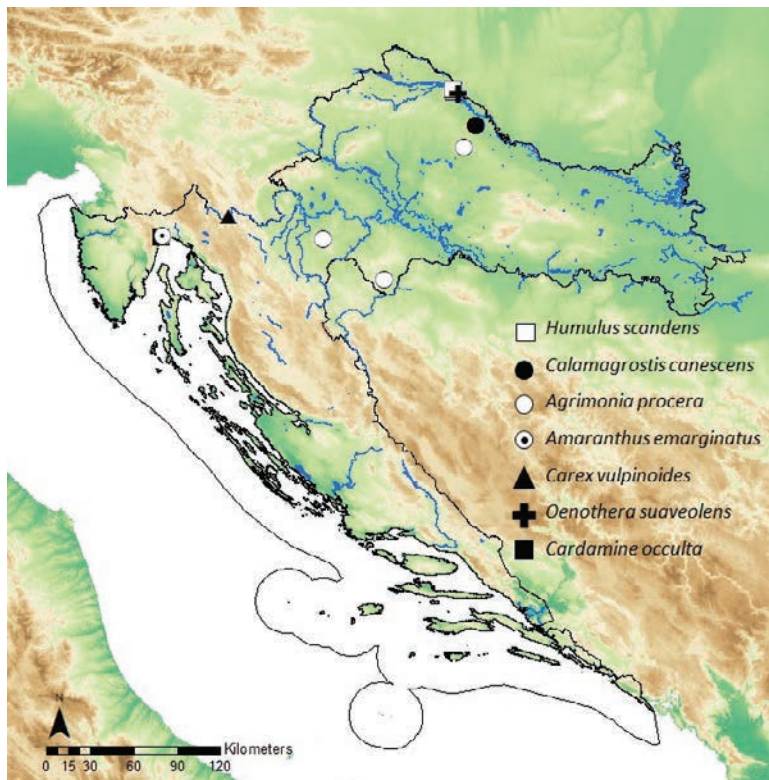 Humulus scandens
Calamagrostis canescens
Agrimonia procera
Amaranthus emarginatus
Carex vulpinoides
Oenothera suaveolens
Cardamine occulta
N
Kilometers
0 15 30 60 90 120